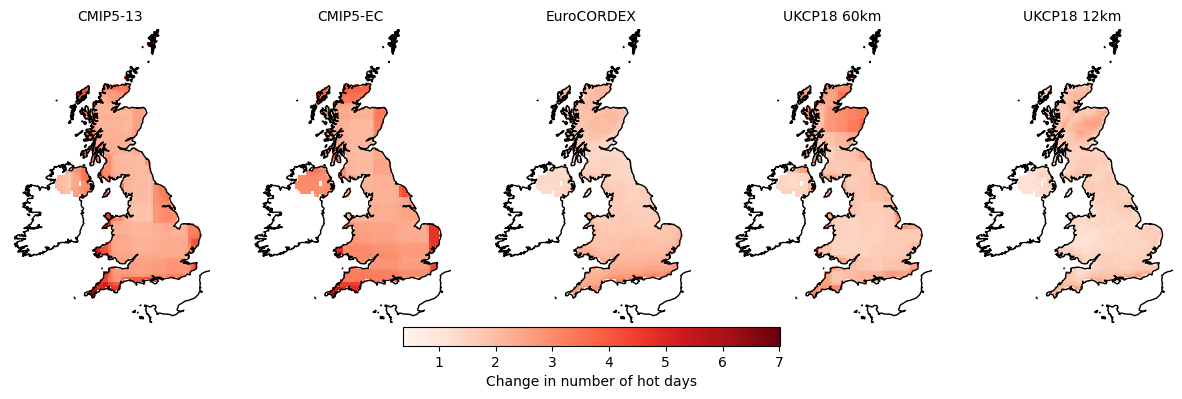 CMIP5-13 CMIP5-EC EuroCORDEX UKCP18 60km UKCP18 12km
1 2 3 4 5 6 7
Change in number of hot days